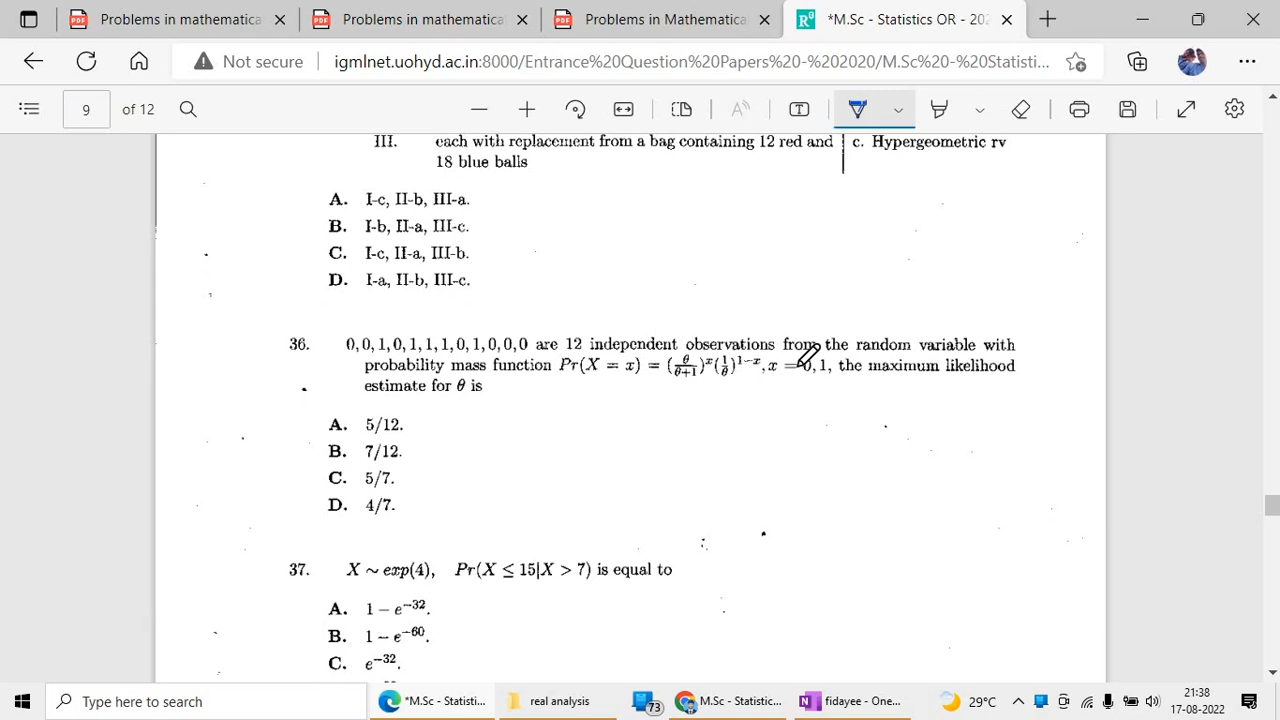 Problems in mathematica
Problems in mathematica
Problems in Mathematica
*M.Sc - Statistics OR - 202
Not secure
igmlnet.uohyd.ac.in:8000/Entrance%20Question%20Papers%20-%202020/M.Sc%20-%20Statisti...
9 of 12
III. each with replacement from a bag containing 12 red and c. Hypergeometric rv
18 blue balls
A. I-c, II-b, III-a.
B. I-b, II-a, III-c.
C. I-c, II-a, III-b.
D. I-a, II-b, III-c.
36. 0, 0, 1, 0, 1, 1, 1, 0, 1, 0, 0, 0 are 12 independent observations from the random variable with
probability mass function Pr(X = x) = (θ/θ+1)^x (1/θ)^{1-x}, x = 0, 1, the maximum likelihood
estimate for θ is
A. 5/12.
B. 7/12.
C. 5/7.
D. 4/7.
37. X ~ exp(4), Pr(X ≤ 15|X > 7) is equal to
A. 1 − e^{-32}.
B. 1 − e^{-60}.
C. e^{-32}.
Type here to search
*M.Sc - Statisti...
real analysis
73
M.Sc - Statistic...
fidayee - One...
29°C
21:38
17-08-2022